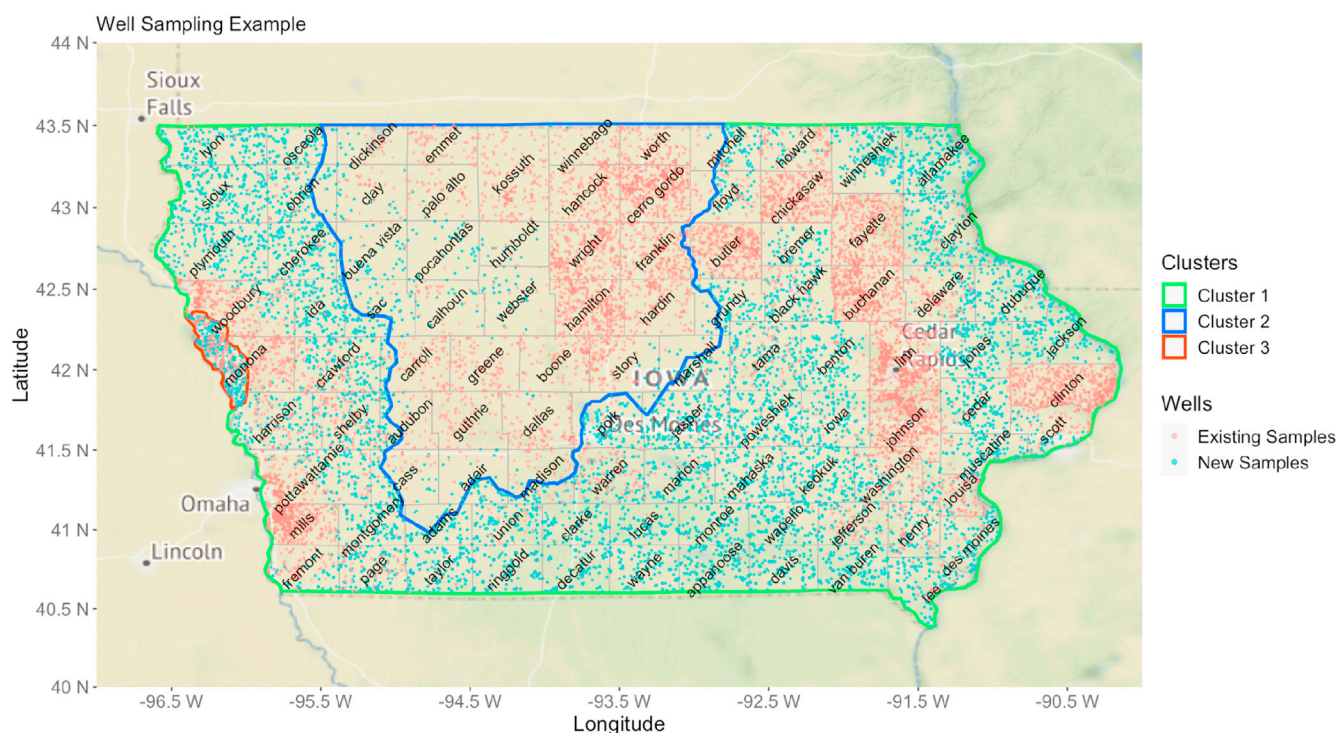 Well Sampling Example
44 N
43.5 N
43 N
42.5 N
42 N
41.5 N
41 N
40.5 N
40 N
Latitude
Sioux
Falls
Omaha
Lincoln
IOWA
Des Moines
Cedar
Rapids
lyon
osceola
dickinson
emmet
kossuth
winnebago
worth
mitchell
howard
winneshiek
allamakee
sioux
obrien
clay
palo alto
hancock
cerro gordo
floyd
chickasaw
fayette
clayton
plymouth
cherokee
buena vista
pocahontas
humboldt
wright
franklin
butler
bremer
black hawk
buchanan
delaware
dubuque
woodbury
ida
sac
calhoun
webster
hamilton
hardin
grundy
monona
crawford
carroll
greene
boone
story
marshall
tama
benton
linn
jones
jackson
harrison
shelby
audubon
guthrie
dallas
polk
jasper
poweshiek
iowa
johnson
cedar
clinton
scott
muscatine
pottawattamie
cass
adair
madison
warren
marion
mahaska
keokuk
washington
louisa
mills
montgomery
adams
union
clarke
lucas
monroe
wapello
jefferson
henry
des moines
fremont
page
taylor
ringgold
decatur
wayne
appanoose
davis
van buren
lee
-96.5 W
-95.5 W
-94.5 W
-93.5 W
-92.5 W
-91.5 W
-90.5 W
Longitude
Clusters
Cluster 1
Cluster 2
Cluster 3
Wells
Existing Samples
New Samples